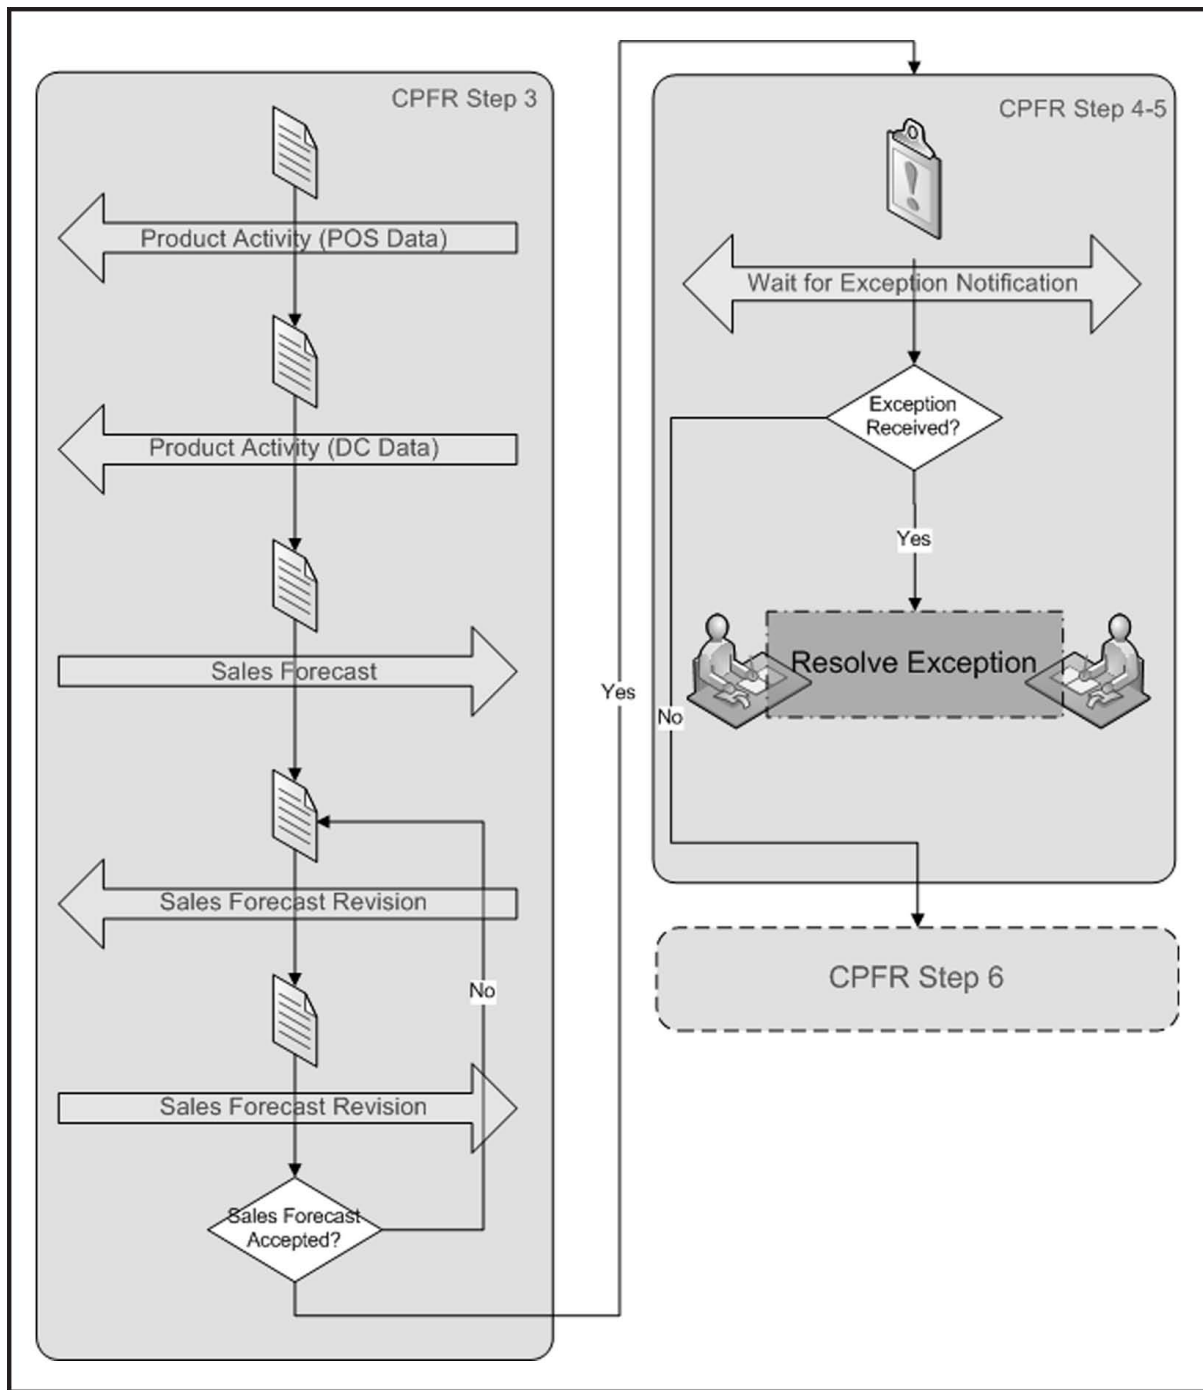 CPFR Step 3
Product Activity (POS Data)
Product Activity (DC Data)
Sales Forecast
Sales Forecast Revision
No
Sales Forecast Revision
Sales Forecast
Accepted?
Yes
CPFR Step 4-5
Wait for Exception Notification
Exception
Received?
Yes
Resolve Exception
No
CPFR Step 6